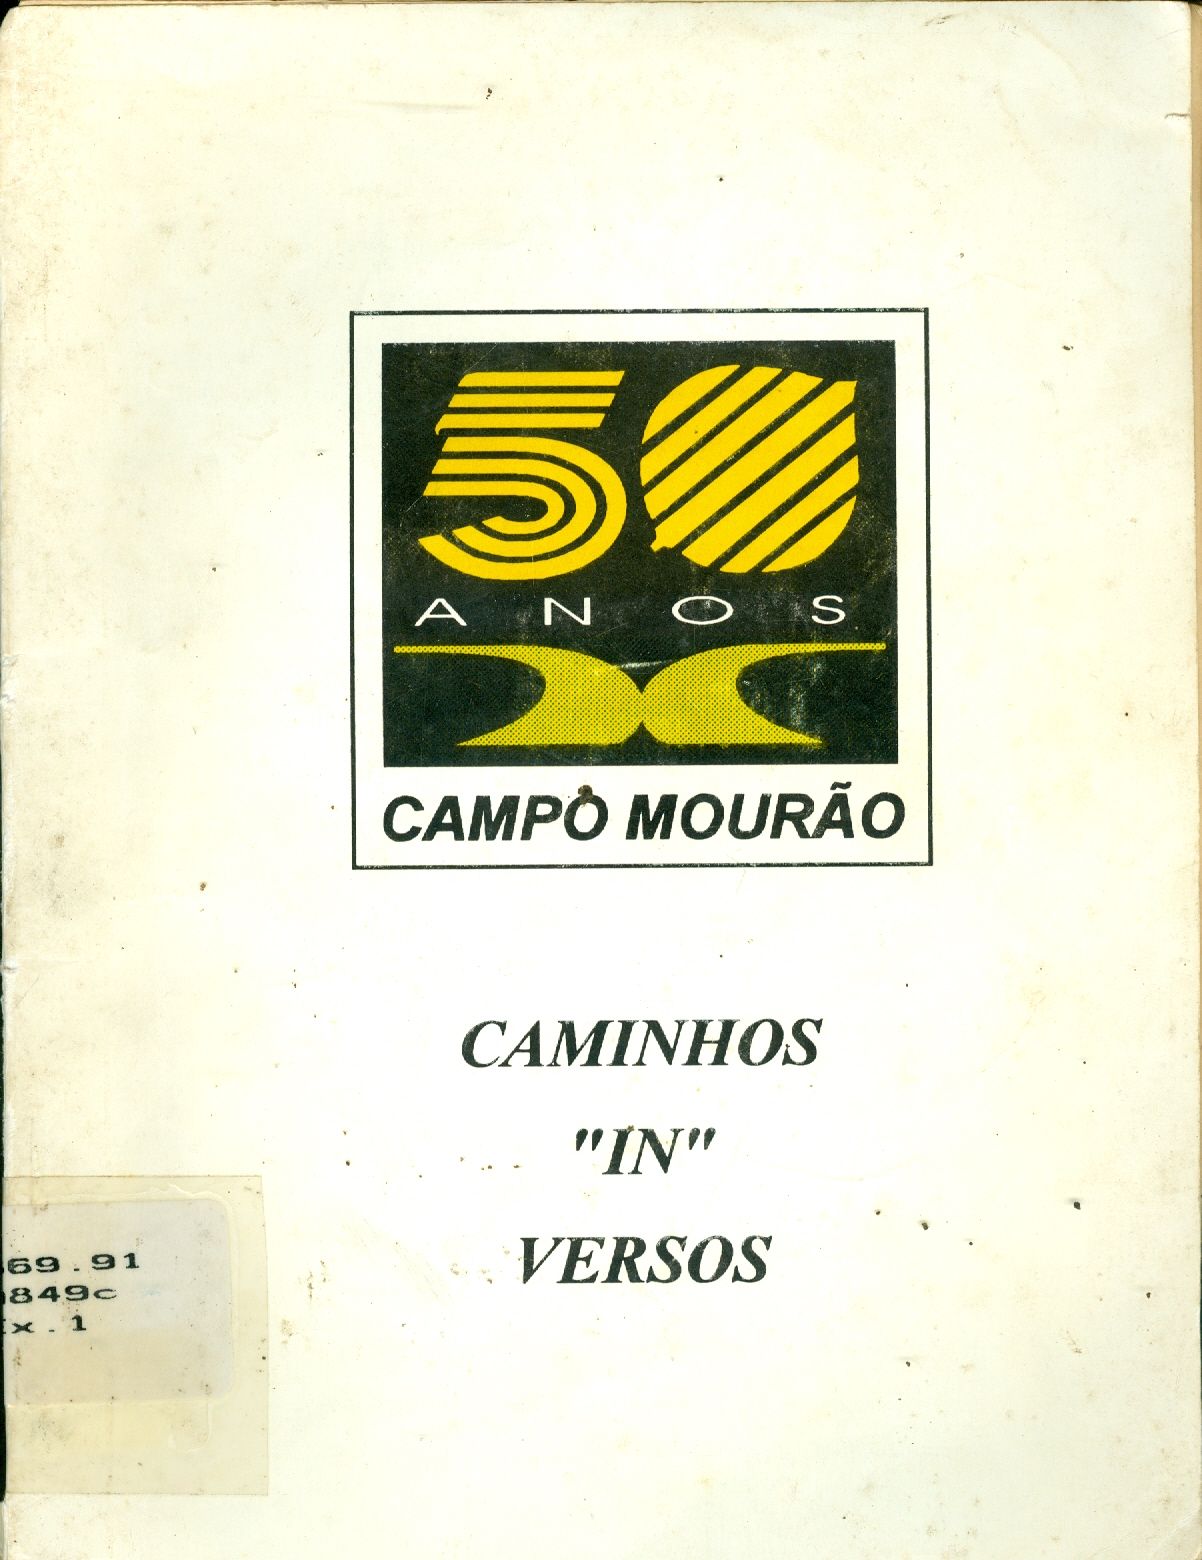 50
ANOS
CAMPO MOURÃO
CAMINHOS
"IN"
VERSOS
69.91
849c
x.1